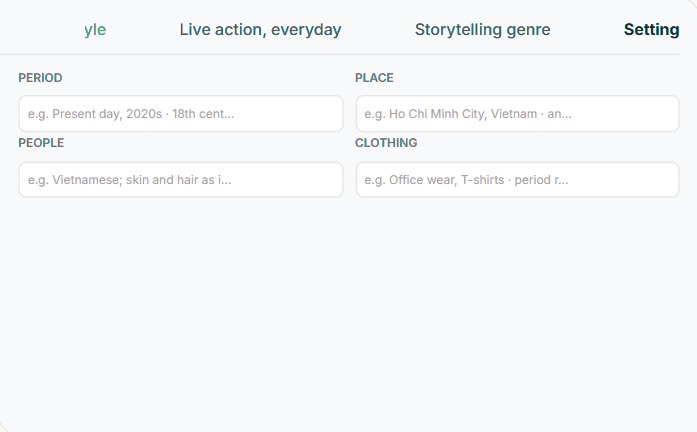 yle
Live action, everyday
Storytelling genre
Setting
PERIOD
PLACE
e.g. Present day, 2020s · 18th cent...
e.g. Ho Chi Minh City, Vietnam · an...
PEOPLE
CLOTHING
e.g. Vietnamese; skin and hair as i...
e.g. Office wear, T-shirts · period r...